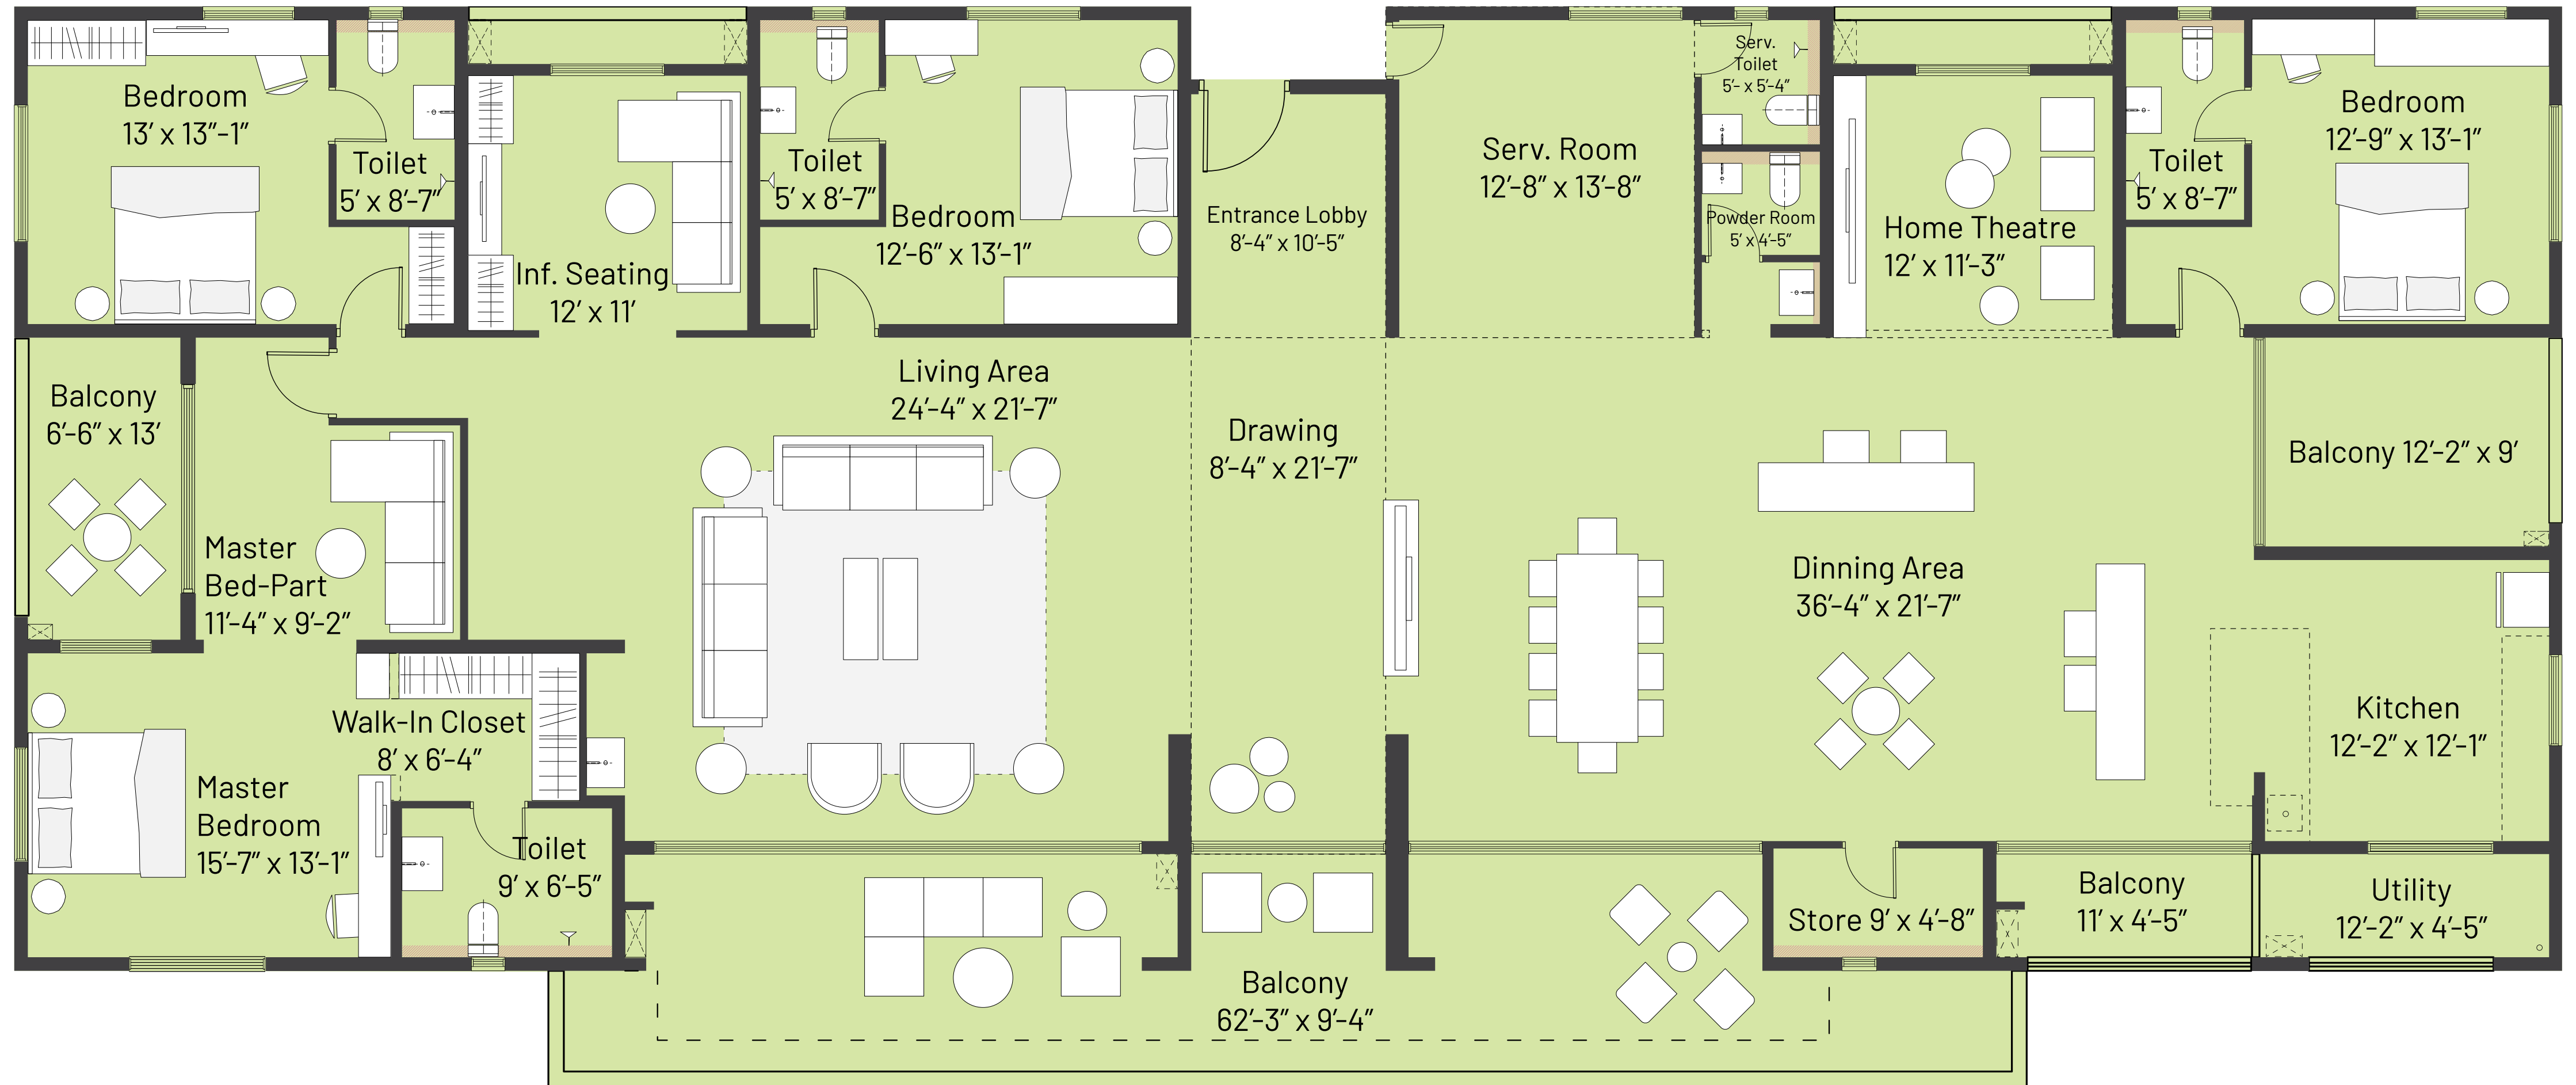 Bedroom
13′ x 13″-1″
Toilet
5′ x 8′-7″
Inf. Seating
12′ x 11′
Toilet
5′ x 8′-7″
Bedroom
12′-6″ x 13′-1″
Entrance Lobby
8′-4″ x 10′-5″
Serv. Room
12′-8″ x 13′-8″
Serv.
Toilet
5′- x 5′-4″
Powder Room
5′ x 4′-5″
Home Theatre
12′ x 11′-3″
Toilet
5′ x 8′-7″
Bedroom
12′-9″ x 13′-1″
Balcony
6′-6″ x 13′
Master
Bed-Part
11′-4″ x 9′-2″
Living Area
24′-4″ x 21′-7″
Drawing
8′-4″ x 21′-7″
Dinning Area
36′-4″ x 21′-7″
Balcony 12′-2″ x 9′
Kitchen
12′-2″ x 12′-1″
Walk-In Closet
8′ x 6′-4″
Master
Bedroom
15′-7″ x 13′-1″
Toilet
9′ x 6′-5″
Balcony
62′-3″ x 9′-4″
Store 9′ x 4′-8″
Balcony
11′ x 4′-5″
Utility
12′-2″ x 4′-5″